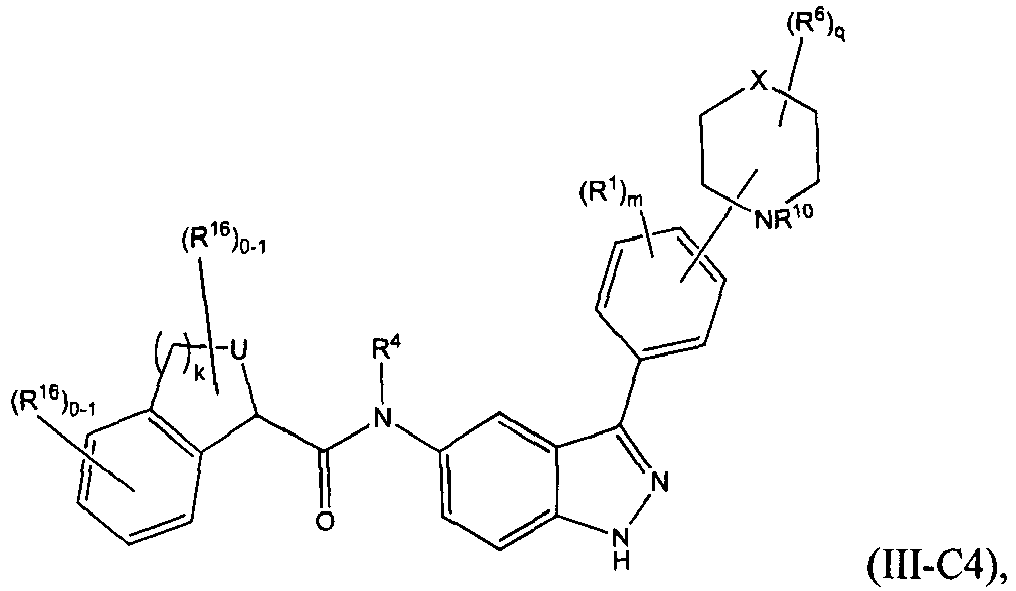 (R⁶)q
X
(R¹)m
NR¹⁰
(R¹⁶)0-1
U
( )k
R⁴
(R¹⁶)0-1
N
N
O
N
H
(III-C4),